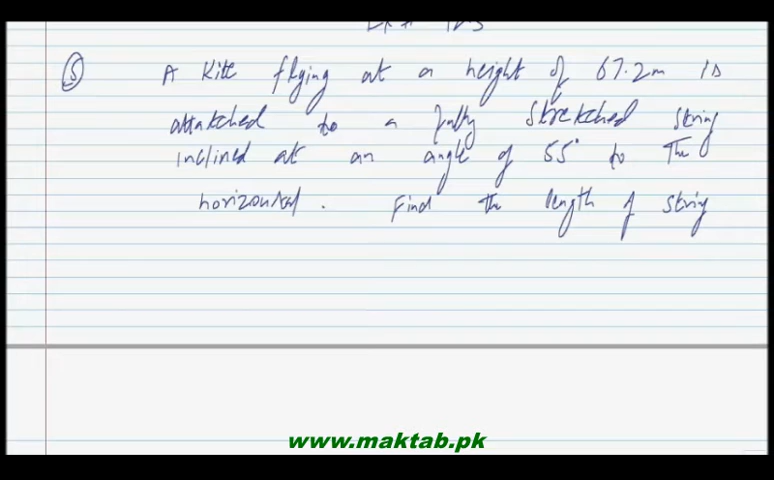 5
A Kite flying at a height of 67.2m is
attatched to a fully stretched string
inclined at an angle of 55° to the
horizontal. Find the length of string
www.maktab.pk